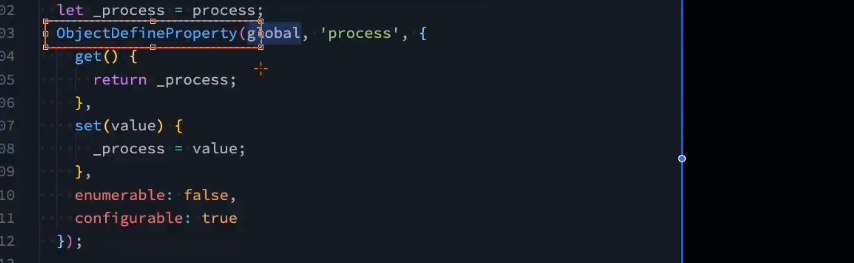 02 let _process = process;
03 ObjectDefineProperty(global, 'process', {
04 get() {
05 return _process;
06 },
07 set(value) {
08 _process = value;
09 },
10 enumerable: false,
11 configurable: true
12 });